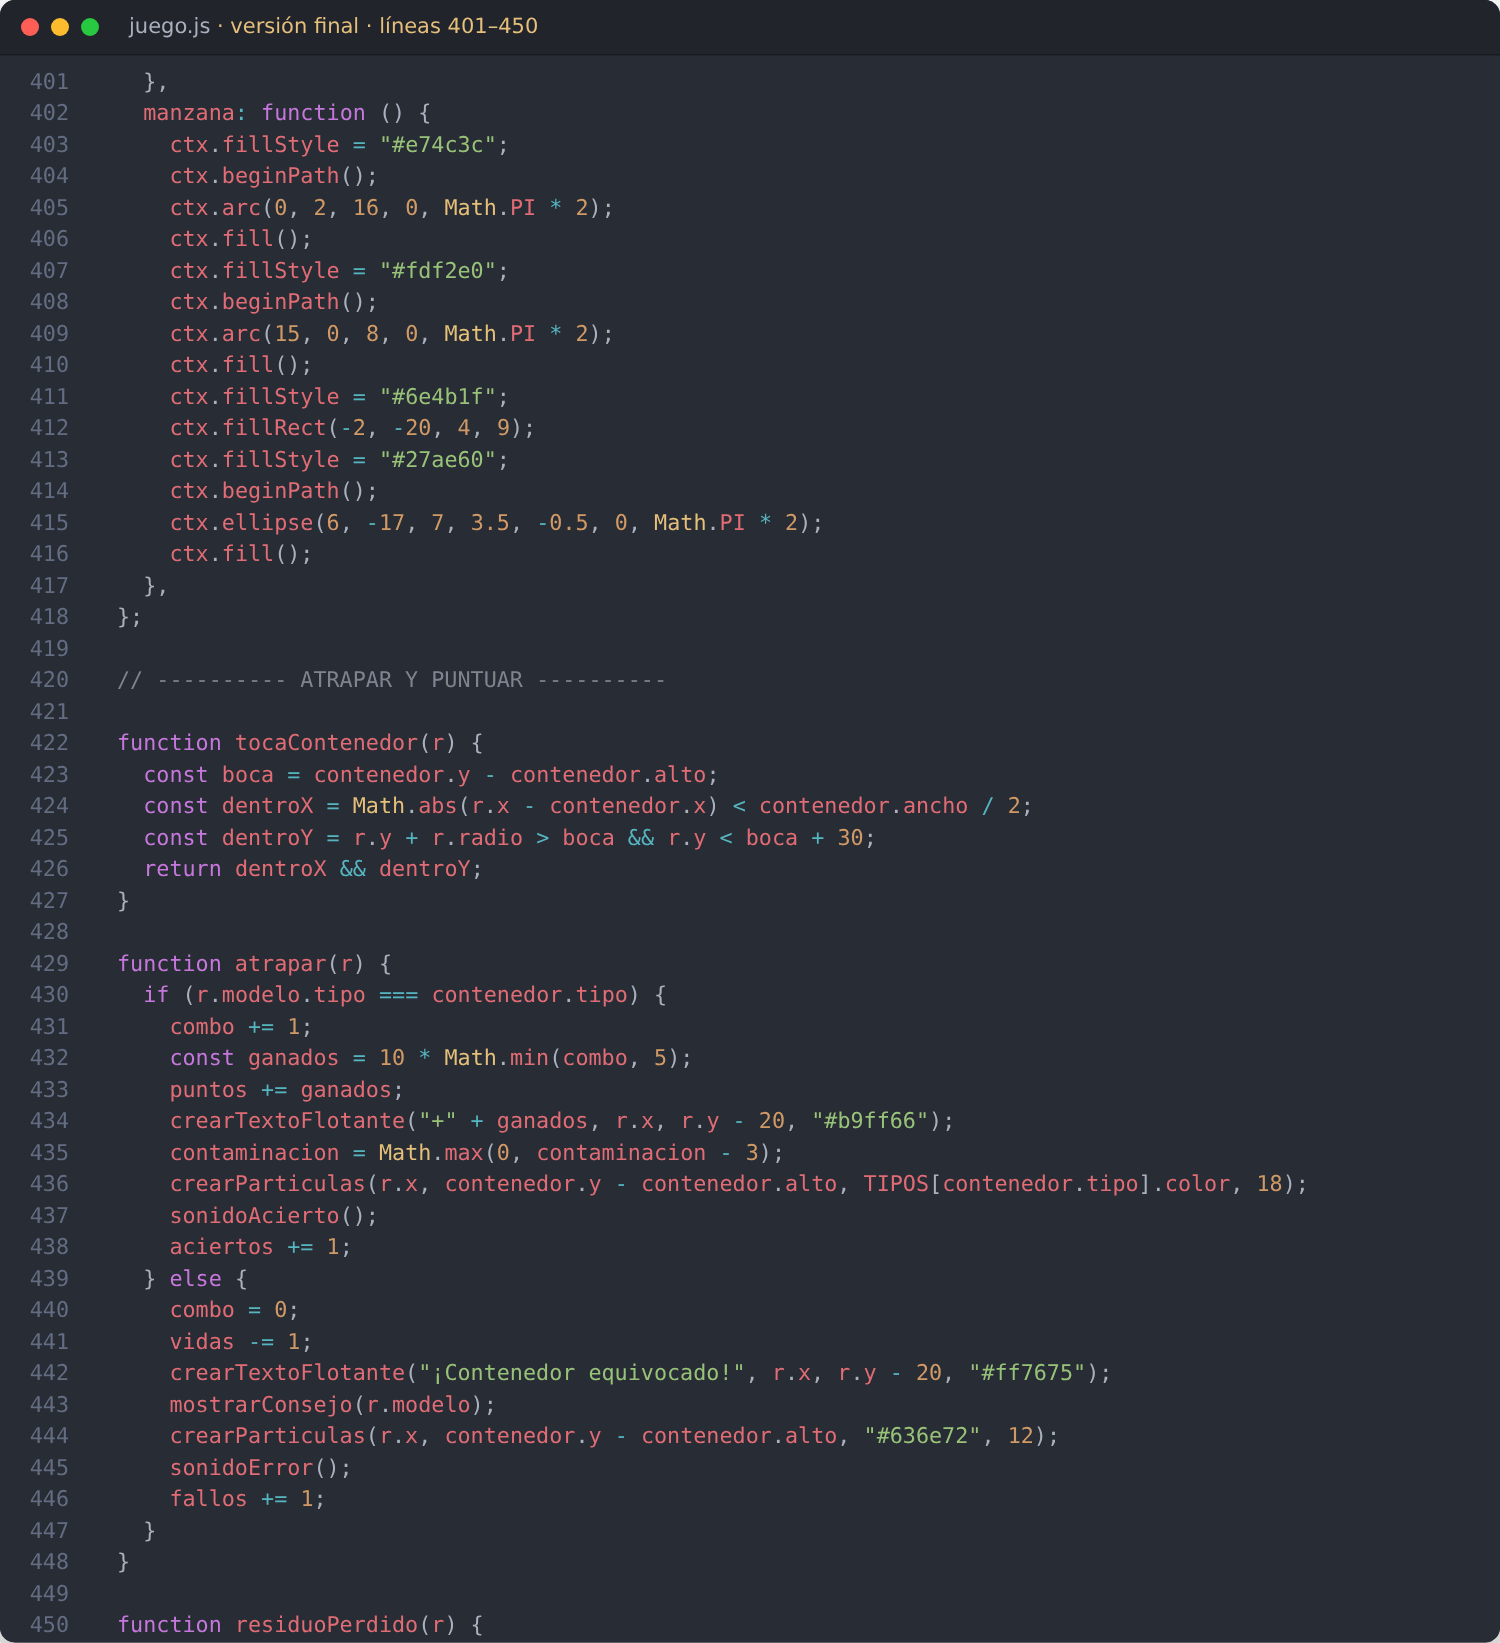 juego.js · versión final · líneas 401–450
401 },
402 manzana: function () {
403 ctx.fillStyle = "#e74c3c";
404 ctx.beginPath();
405 ctx.arc(0, 2, 16, 0, Math.PI * 2);
406 ctx.fill();
407 ctx.fillStyle = "#fdf2e0";
408 ctx.beginPath();
409 ctx.arc(15, 0, 8, 0, Math.PI * 2);
410 ctx.fill();
411 ctx.fillStyle = "#6e4b1f";
412 ctx.fillRect(-2, -20, 4, 9);
413 ctx.fillStyle = "#27ae60";
414 ctx.beginPath();
415 ctx.ellipse(6, -17, 7, 3.5, -0.5, 0, Math.PI * 2);
416 ctx.fill();
417 },
418 };
419
420 // ---------- ATRAPAR Y PUNTUAR ----------
421
422 function tocaContenedor(r) {
423 const boca = contenedor.y - contenedor.alto;
424 const dentroX = Math.abs(r.x - contenedor.x) < contenedor.ancho / 2;
425 const dentroY = r.y + r.radio > boca && r.y < boca + 30;
426 return dentroX && dentroY;
427 }
428
429 function atrapar(r) {
430 if (r.modelo.tipo === contenedor.tipo) {
431 combo += 1;
432 const ganados = 10 * Math.min(combo, 5);
433 puntos += ganados;
434 crearTextoFlotante("+" + ganados, r.x, r.y - 20, "#b9ff66");
435 contaminacion = Math.max(0, contaminacion - 3);
436 crearParticulas(r.x, contenedor.y - contenedor.alto, TIPOS[contenedor.tipo].color, 18);
437 sonidoAcierto();
438 aciertos += 1;
439 } else {
440 combo = 0;
441 vidas -= 1;
442 crearTextoFlotante("¡Contenedor equivocado!", r.x, r.y - 20, "#ff7675");
443 mostrarConsejo(r.modelo);
444 crearParticulas(r.x, contenedor.y - contenedor.alto, "#636e72", 12);
445 sonidoError();
446 fallos += 1;
447 }
448 }
449
450 function residuoPerdido(r) {